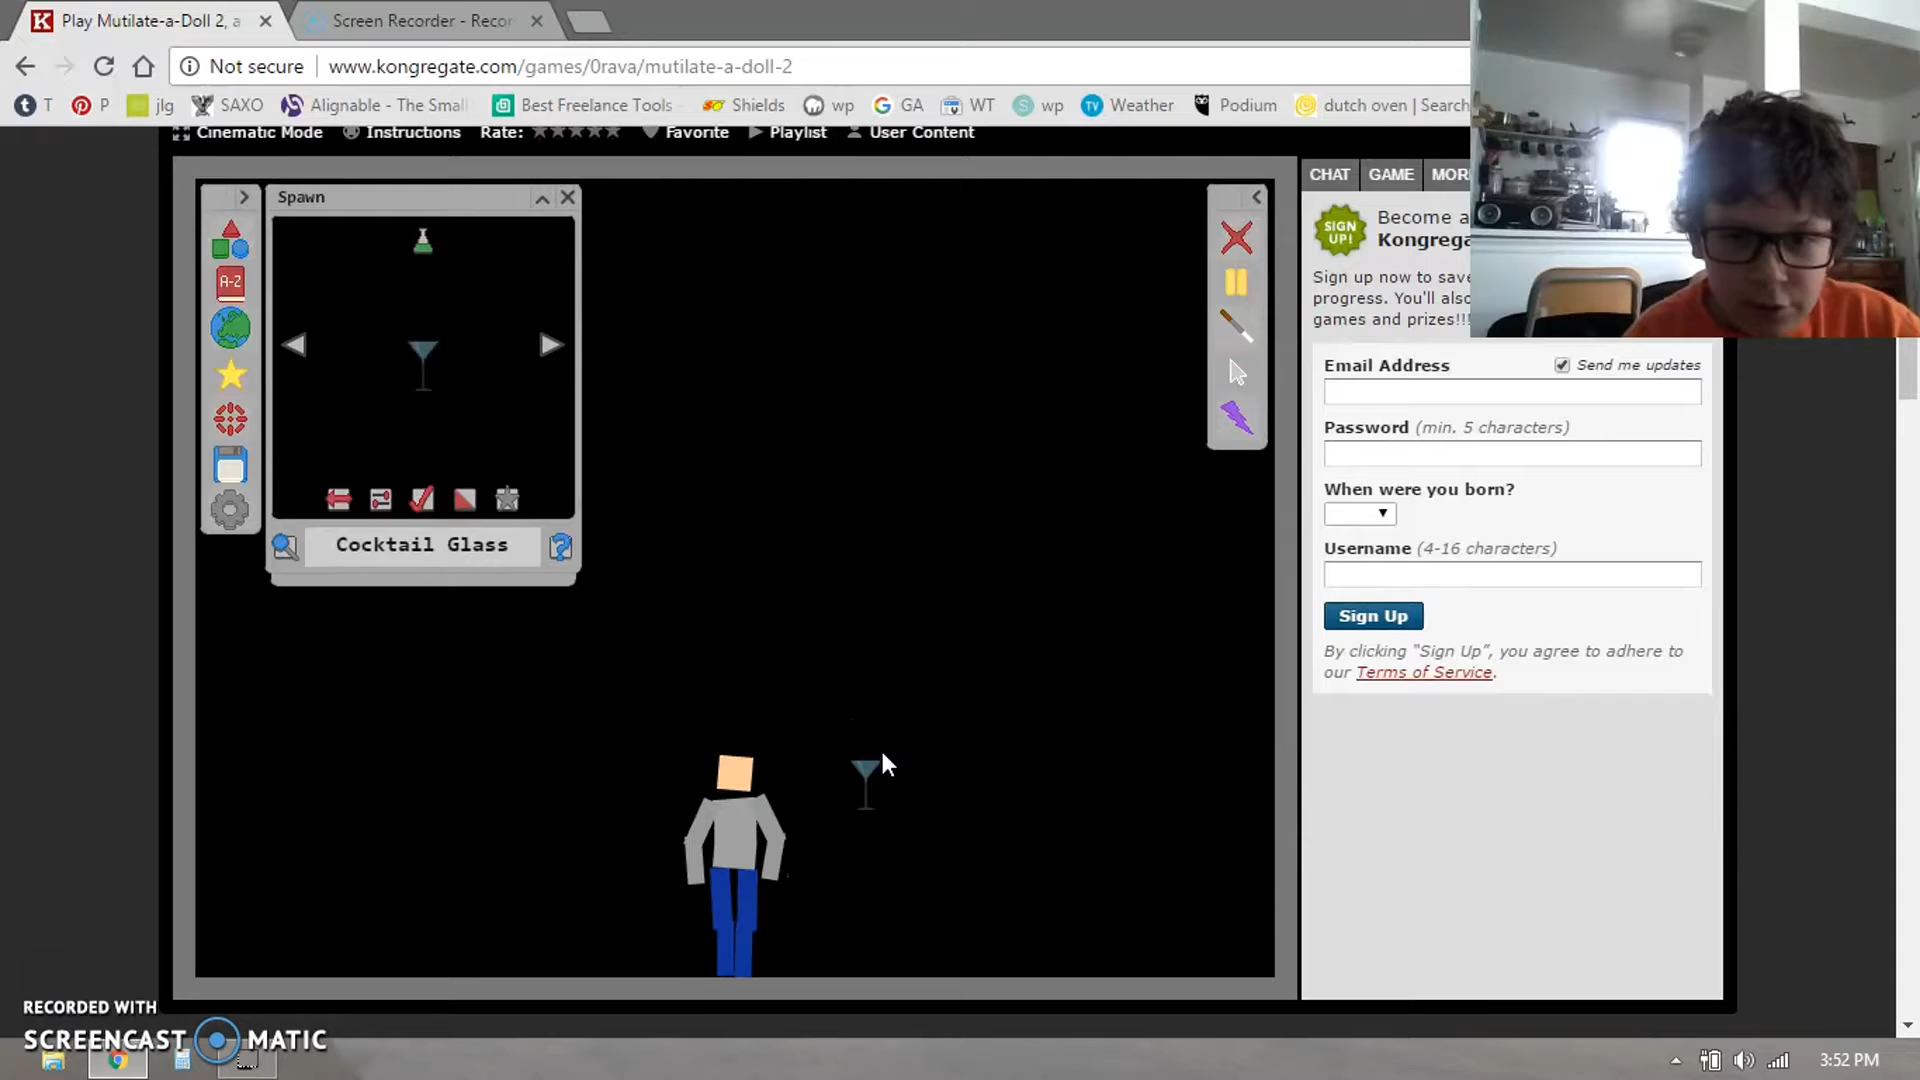 Play Mutilate-a-Doll 2, a
Screen Recorder - Recor
Not secure
www.kongregate.com/games/0rava/mutilate-a-doll-2
T
P
jlg
SAXO
Alignable - The Small
Best Freelance Tools
Shields
wp
GA
WT
wp
Weather
Podium
dutch oven | Search
Cinematic Mode
Instructions
Rate:
Favorite
Playlist
User Content
Spawn
A-Z
Cocktail Glass
CHAT
GAME
MOR
SIGN UP!
Become a
Kongrega
Sign up now to save
progress. You'll also
games and prizes!!!
Email Address
Send me updates
Password (min. 5 characters)
When were you born?
Username (4-16 characters)
Sign Up
By clicking “Sign Up”, you agree to adhere to
our Terms of Service.
RECORDED WITH
SCREENCAST MATIC
3:52 PM